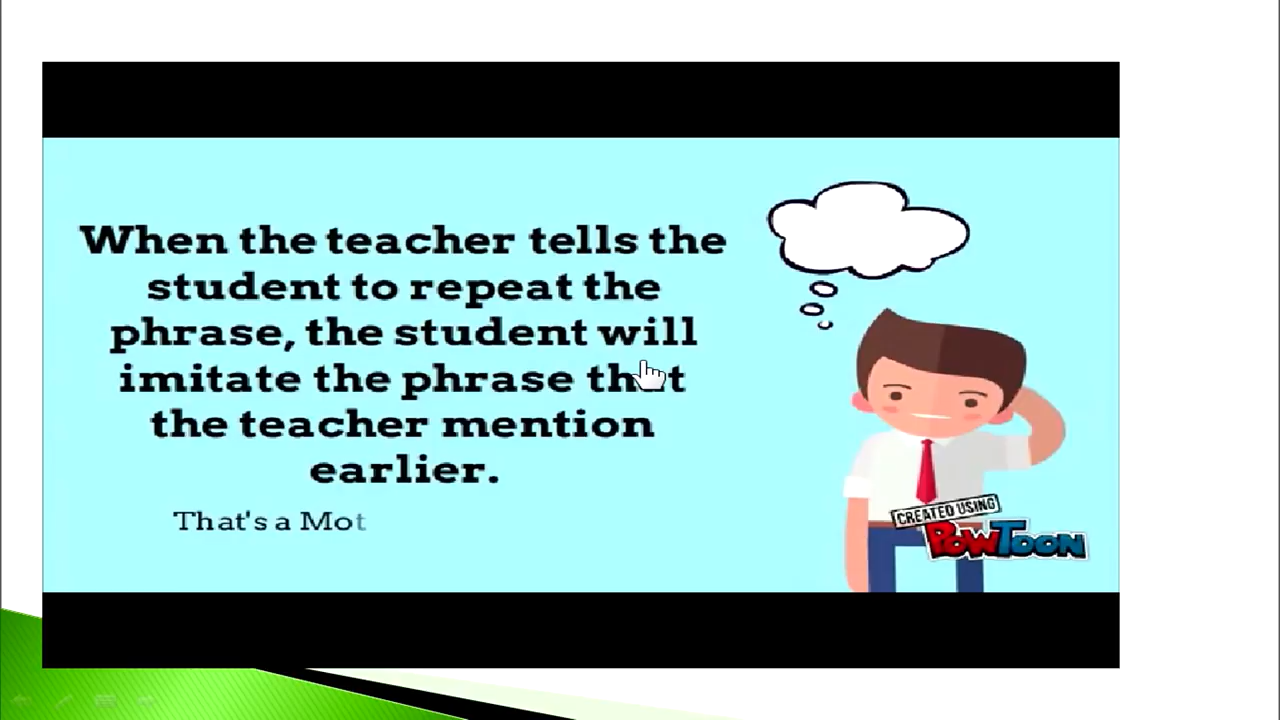 When the teacher tells the
student to repeat the
phrase, the student will
imitate the phrase that
the teacher mention
earlier.
That's a Mot
CREATED USING
POWTOON